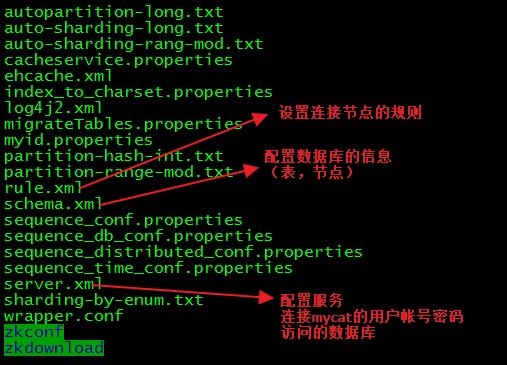 autopartition-long.txt
auto-sharding-long.txt
auto-sharding-rang-mod.txt
cacheservice.properties
ehcache.xml
index_to_charset.properties
log4j2.xml
设置连接节点的规则
migrateTables.properties
myid.properties
partition-hash-int.txt
配置数据库的信息
partition-range-mod.txt
（表，节点）
rule.xml
schema.xml
sequence_conf.properties
sequence_db_conf.properties
sequence_distributed_conf.properties
sequence_time_conf.properties
server.xml
sharding-by-enum.txt
配置服务
wrapper.conf
连接mycat的用户帐号密码
zkconf
访问的数据库
zkdownload